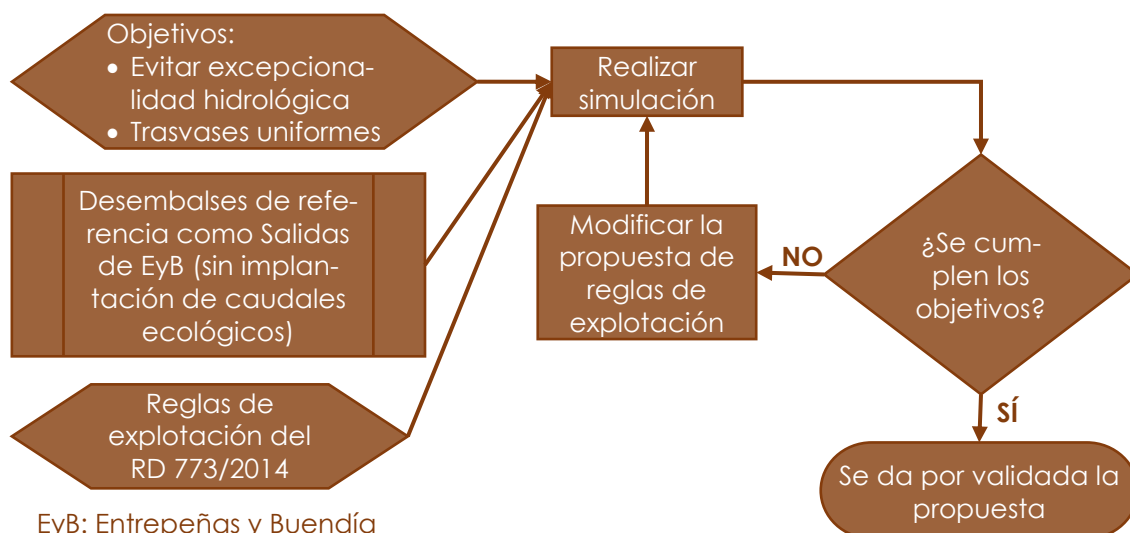 Objetivos:
• Evitar excepciona-
lidad hidrológica
• Trasvases uniformes
Realizar
simulación
Desembalses de refe-
rencia como Salidas
de EyB (sin implan-
tación de caudales
ecológicos)
Modificar la
propuesta de
reglas de
explotación
NO
¿Se cum-
plen los
objetivos?
Reglas de
explotación del
RD 773/2014
SÍ
Se da por validada la
propuesta
EyB: Entrepeñas y Buendía